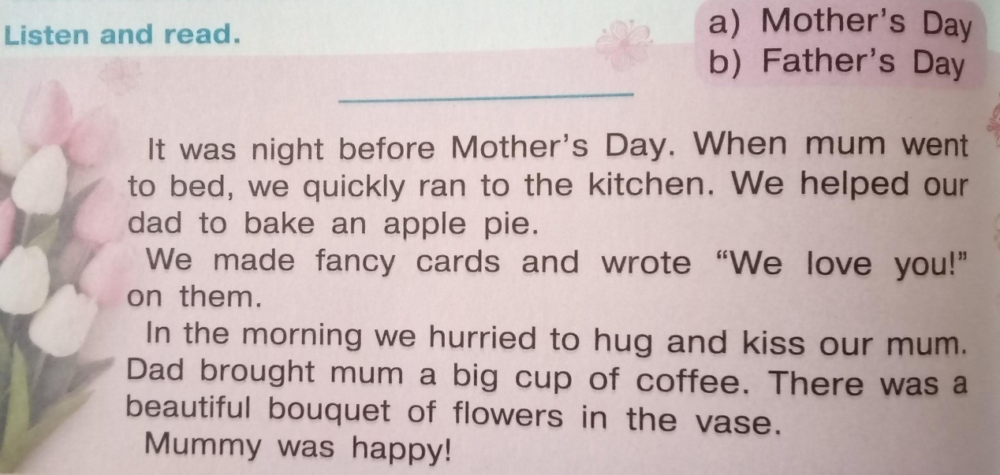 Listen and read.
a) Mother's Day
b) Father's Day
It was night before Mother's Day. When mum went
to bed, we quickly ran to the kitchen. We helped our
dad to bake an apple pie.
We made fancy cards and wrote “We love you!”
on them.
In the morning we hurried to hug and kiss our mum.
Dad brought mum a big cup of coffee. There was a
beautiful bouquet of flowers in the vase.
Mummy was happy!